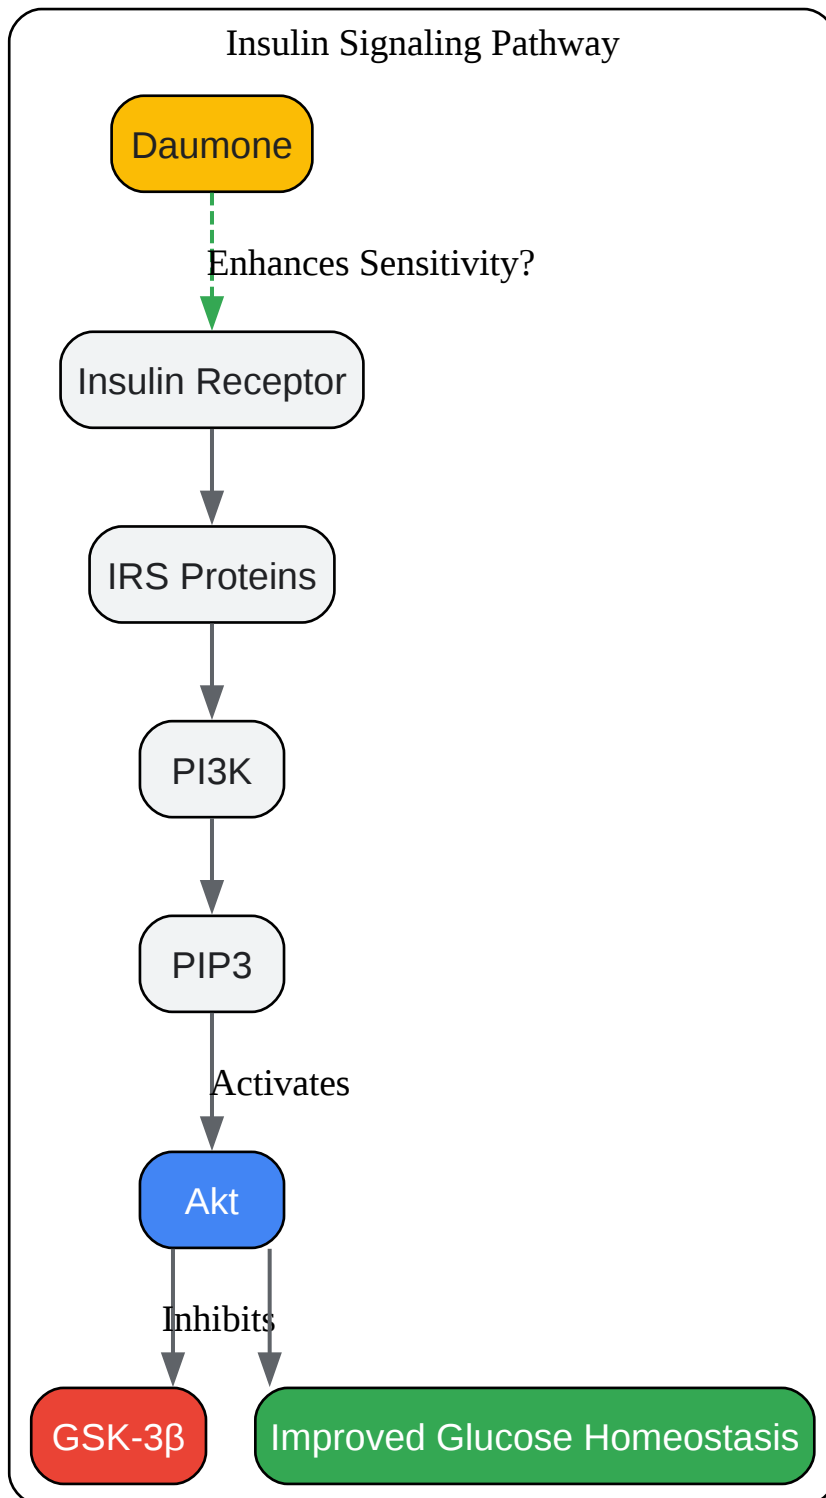 Insulin Signaling Pathway
Daumone
Enhances Sensitivity?
Insulin Receptor
IRS Proteins
PI3K
PIP3
Activates
Akt
Inhibits
GSK-3β
Improved Glucose Homeostasis